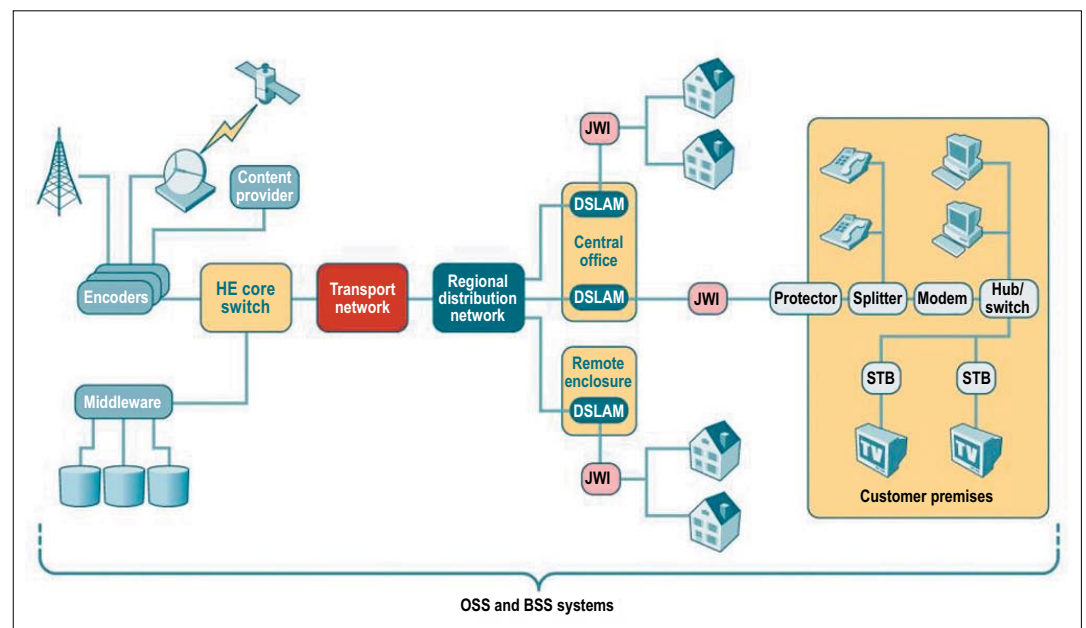 JWI
Content
provider
DSLAM
Central
office
Encoders
HE core
switch
Transport
network
Regional
distribution
network
DSLAM
JWI
Protector
Splitter
Modem
Hub/
switch
Remote
enclosure
DSLAM
STB
STB
Middleware
JWI
TV
TV
Customer premises
OSS and BSS systems